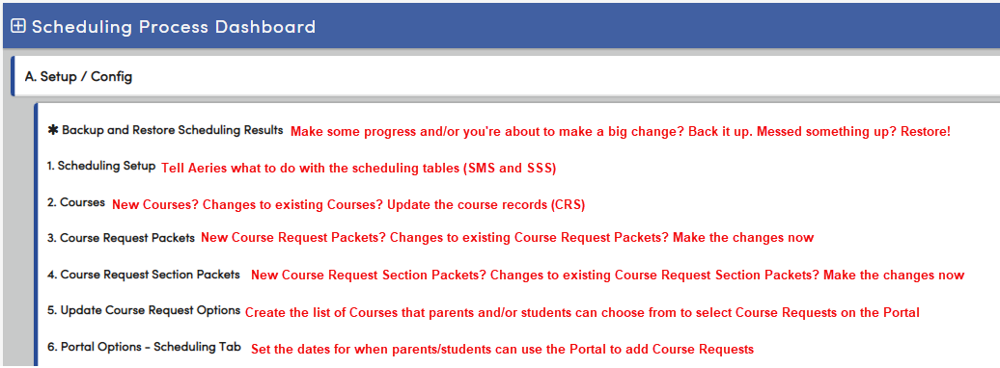 Scheduling Process Dashboard
A. Setup / Config
✱ Backup and Restore Scheduling Results Make some progress and/or you're about to make a big change? Back it up. Messed something up? Restore!
1. Scheduling Setup Tell Aeries what to do with the scheduling tables (SMS and SSS)
2. Courses New Courses? Changes to existing Courses? Update the course records (CRS)
3. Course Request Packets New Course Request Packets? Changes to existing Course Request Packets? Make the changes now
4. Course Request Section Packets New Course Request Section Packets? Changes to existing Course Request Section Packets? Make the changes now
5. Update Course Request Options Create the list of Courses that parents and/or students can choose from to select Course Requests on the Portal
6. Portal Options - Scheduling Tab Set the dates for when parents/students can use the Portal to add Course Requests